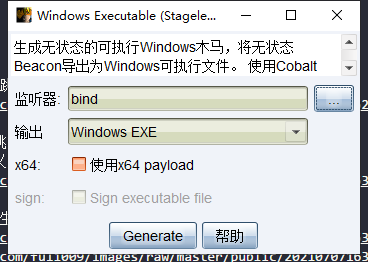 Windows Executable (Stagele...
生成无状态的可执行Windows木马，将无状态
Beacon导出为Windows可执行文件。 使用Cobalt
监听器: bind ...
输出 Windows EXE
x64: 使用x64 payload
sign: Sign executable file
Generate 帮助
com/full009/images/raw/master/public/20210707163